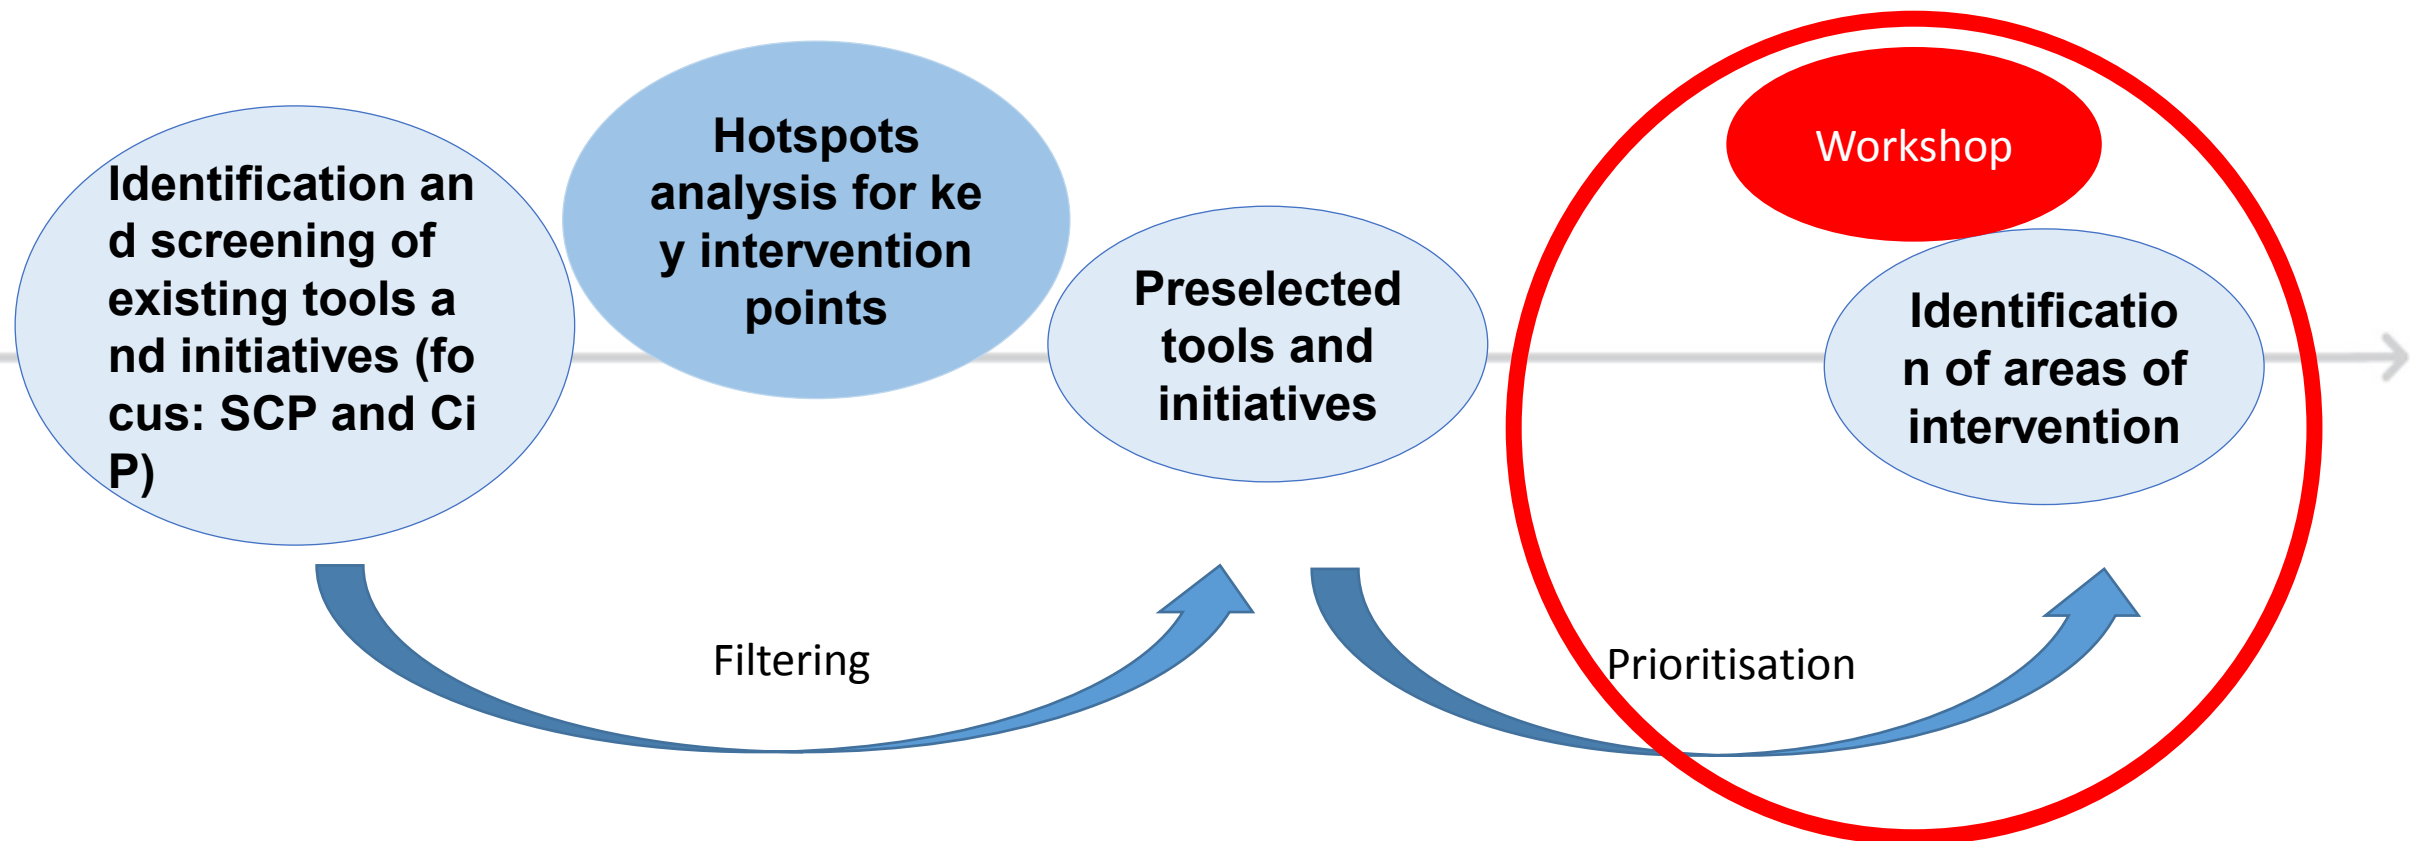 Identification an
d screening of
existing tools a
nd initiatives (fo
cus: SCP and Ci
P)
Hotspots
analysis for ke
y intervention
points
Preselected
tools and
initiatives
Workshop
Identificatio
n of areas of
intervention
Filtering
Prioritisation